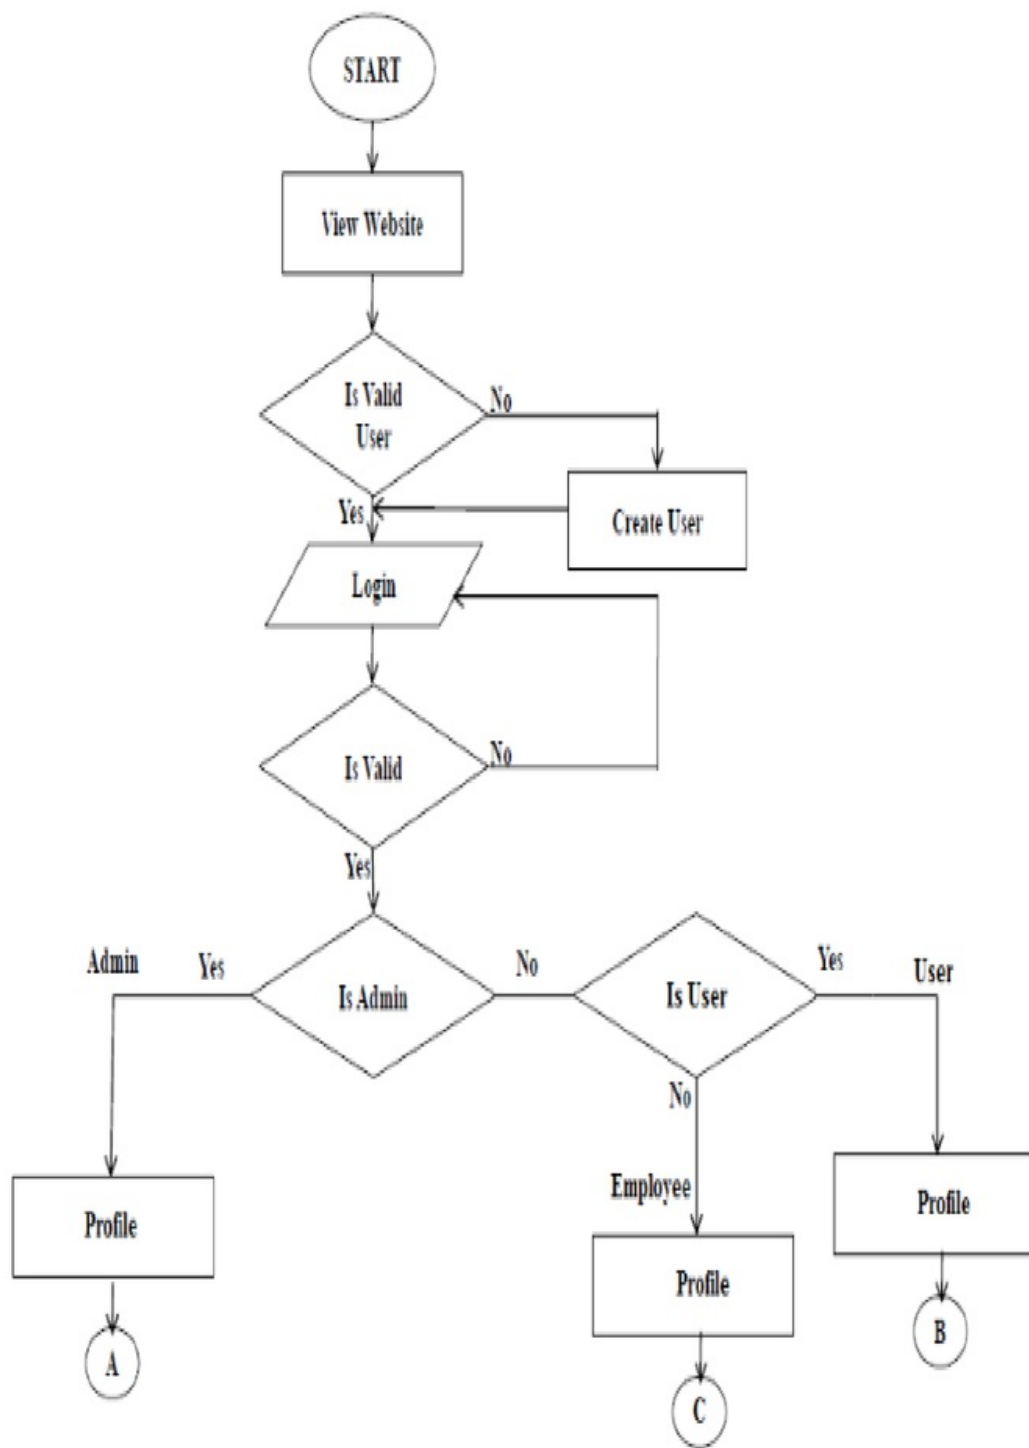 START
View Website
Is Valid
User
No
Yes
Create User
Login
Is Valid
No
Yes
Admin
Yes
Is Admin
No
Is User
Yes
User
No
Employee
Profile
Profile
Profile
A
B
C